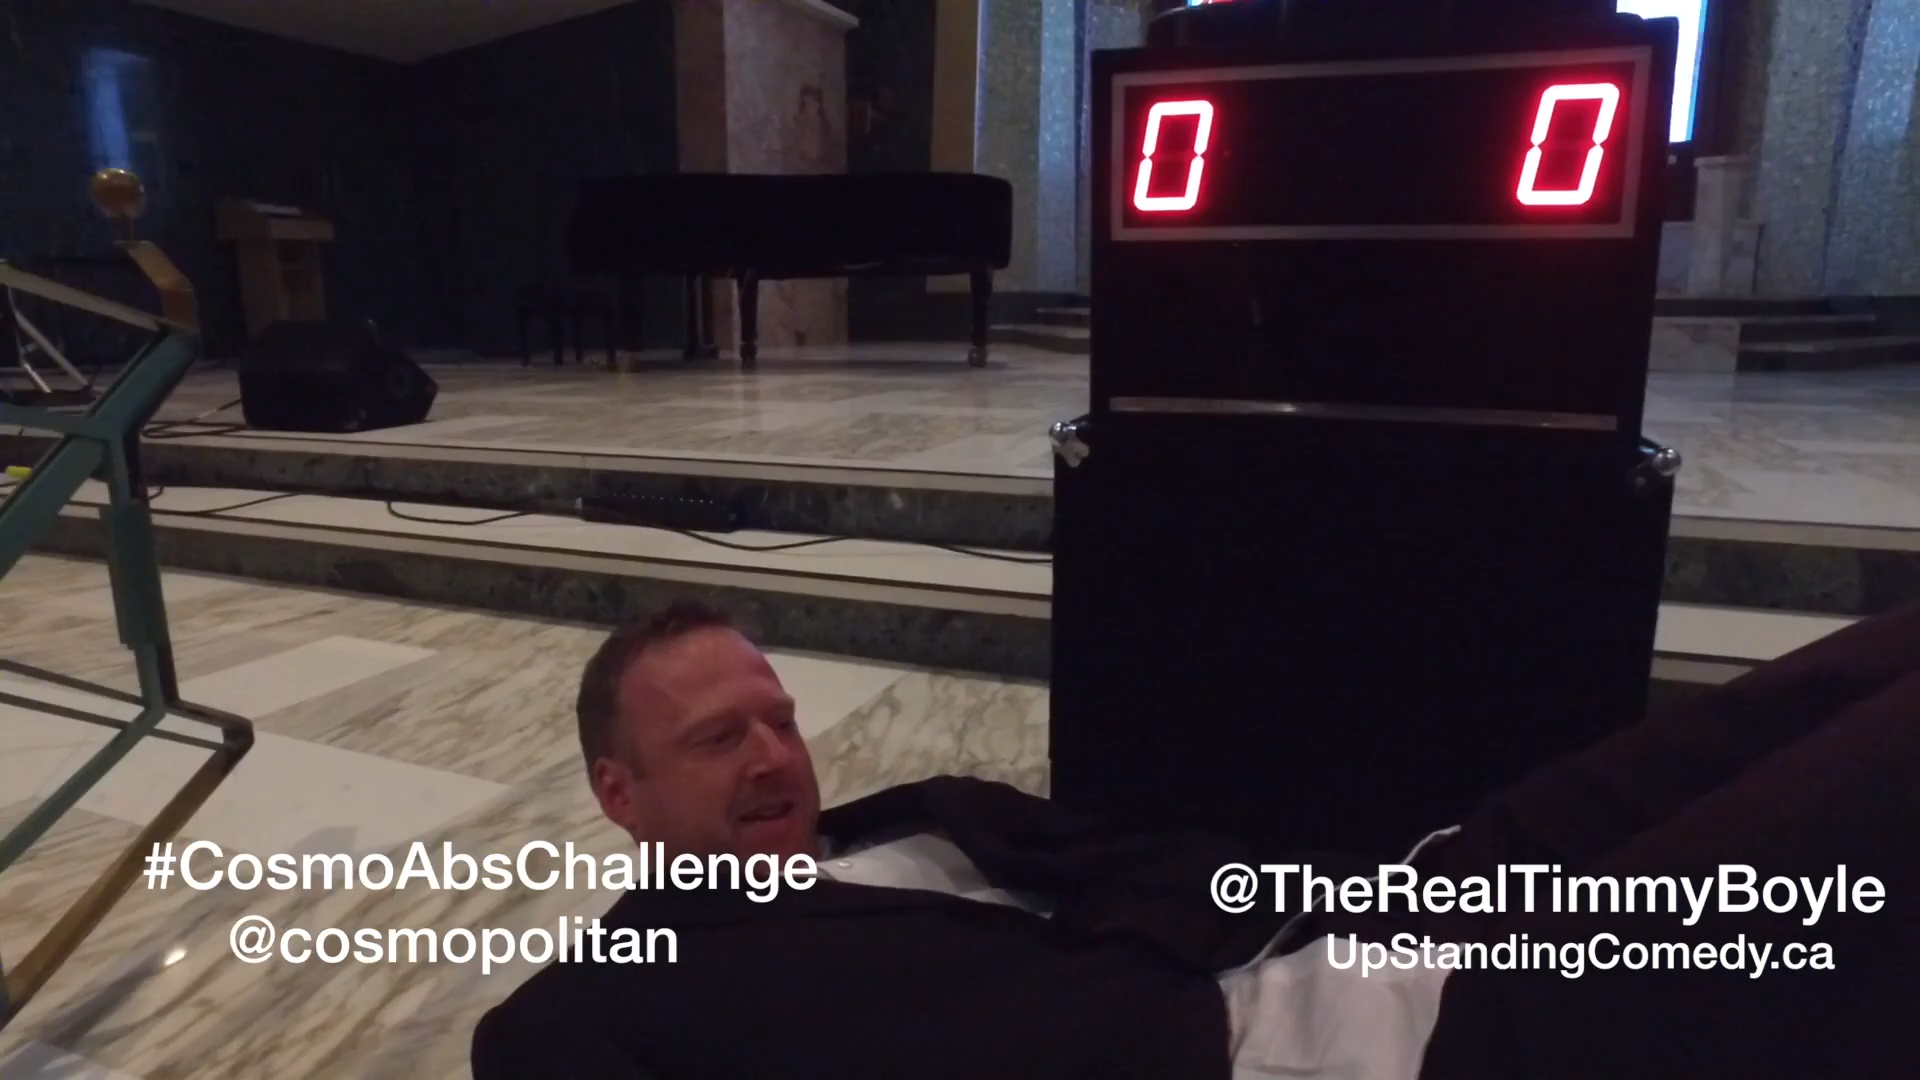 0 0
#CosmoAbsChallenge
@cosmopolitan
@TheRealTimmyBoyle
UpStandingComedy.ca